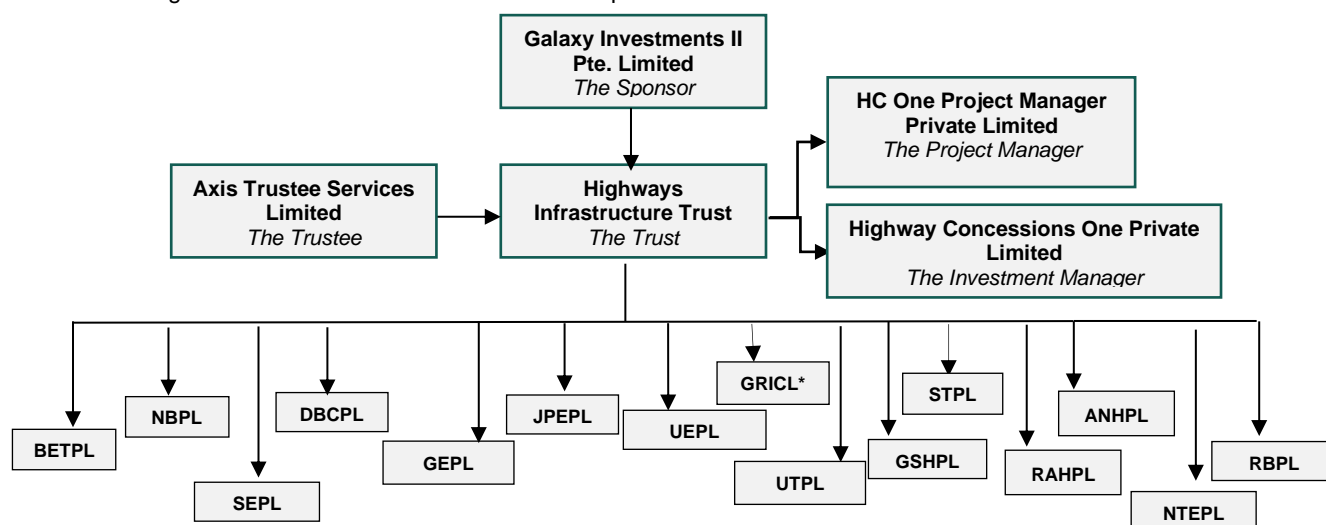 Galaxy Investments II
Pte. Limited
The Sponsor
HC One Project Manager
Private Limited
The Project Manager
Axis Trustee Services
Limited
The Trustee
Highways
Infrastructure Trust
The Trust
Highway Concessions One Private
Limited
The Investment Manager
BETPL
NBPL
SEPL
DBCPL
GEPL
JPEPL
UEPL
GRICL*
UTPL
GSHPL
STPL
RAHPL
ANHPL
NTEPL
RBPL